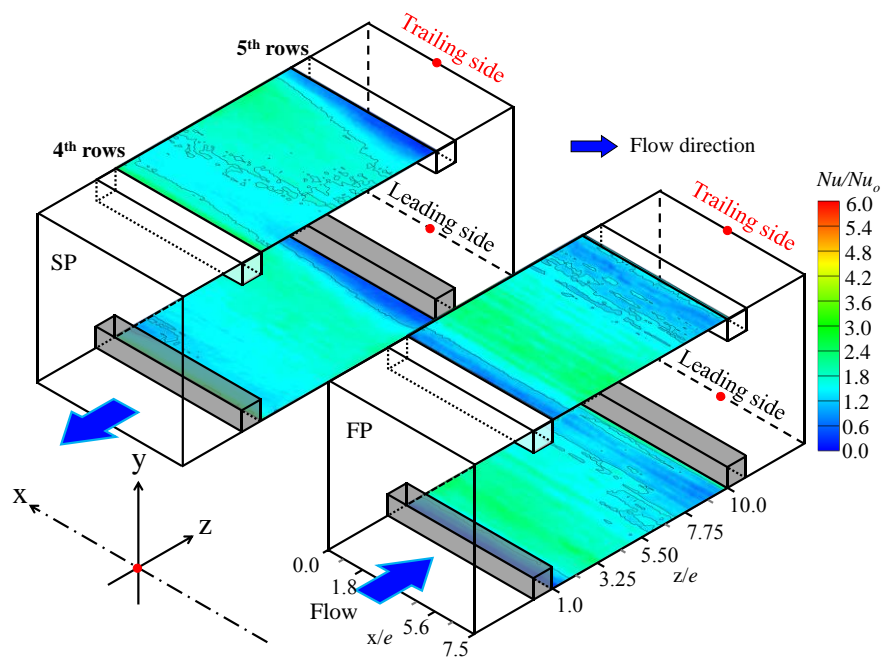 Trailing side
5th rows
4th rows
Flow direction
Leading side
Nu/Nuo
6.0
5.4
4.8
4.2
3.6
3.0
2.4
1.8
1.2
0.6
0.0
SP
Trailing side
Leading side
FP
y
x
z
10.0
7.75
5.50
3.25
1.0
z/e
0.0
1.8
Flow
x/e
5.6
7.5